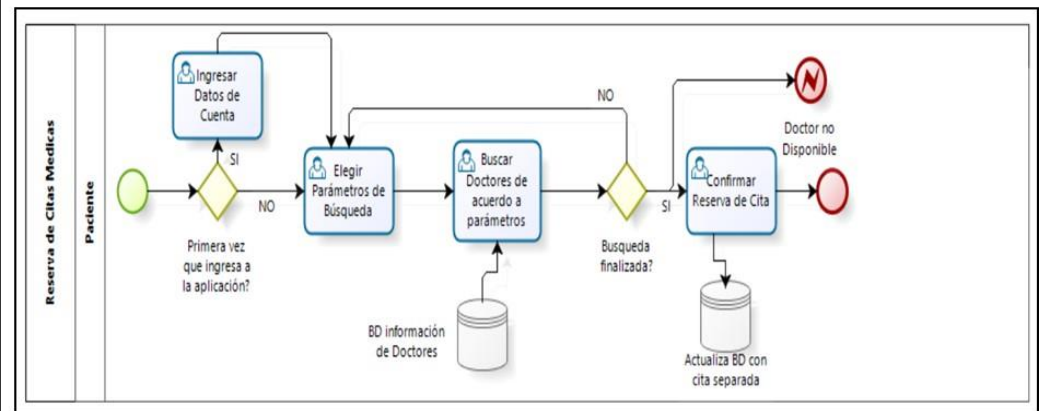 Reserva de Citas Medicas
Paciente
Ingresar
Datos de
Cuenta
SI
NO
Primera vez
que ingresa a
la aplicación?
Elegir
Parámetros de
Búsqueda
NO
Buscar
Doctores de
acuerdo a
parámetros
BD información
de Doctores
Busqueda
finalizada?
SI
Doctor no
Disponible
Confirmar
Reserva de Cita
Actualiza BD con
cita separada